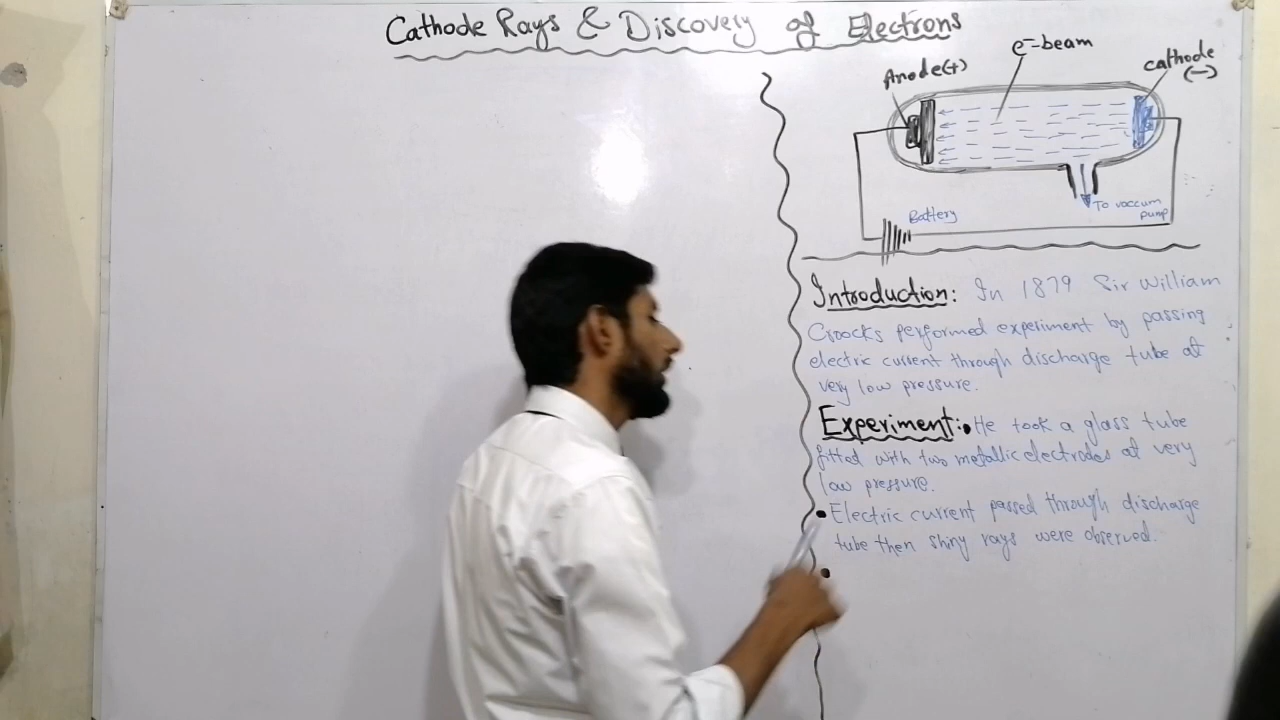 Cathode Rays & Discovery of Electrons
e⁻-beam
Anode(+)
cathode
(-)
Battery
To vaccum
pump
Introduction: In 1879 Sir William
Croocks performed experiment by passing
electric current through discharge tube at
very low pressure.
Experiment: • He took a glass tube
fitted with two metallic electrodes at very
low pressure.
• Electric current passed through discharge
tube then shiny rays were observed.
•